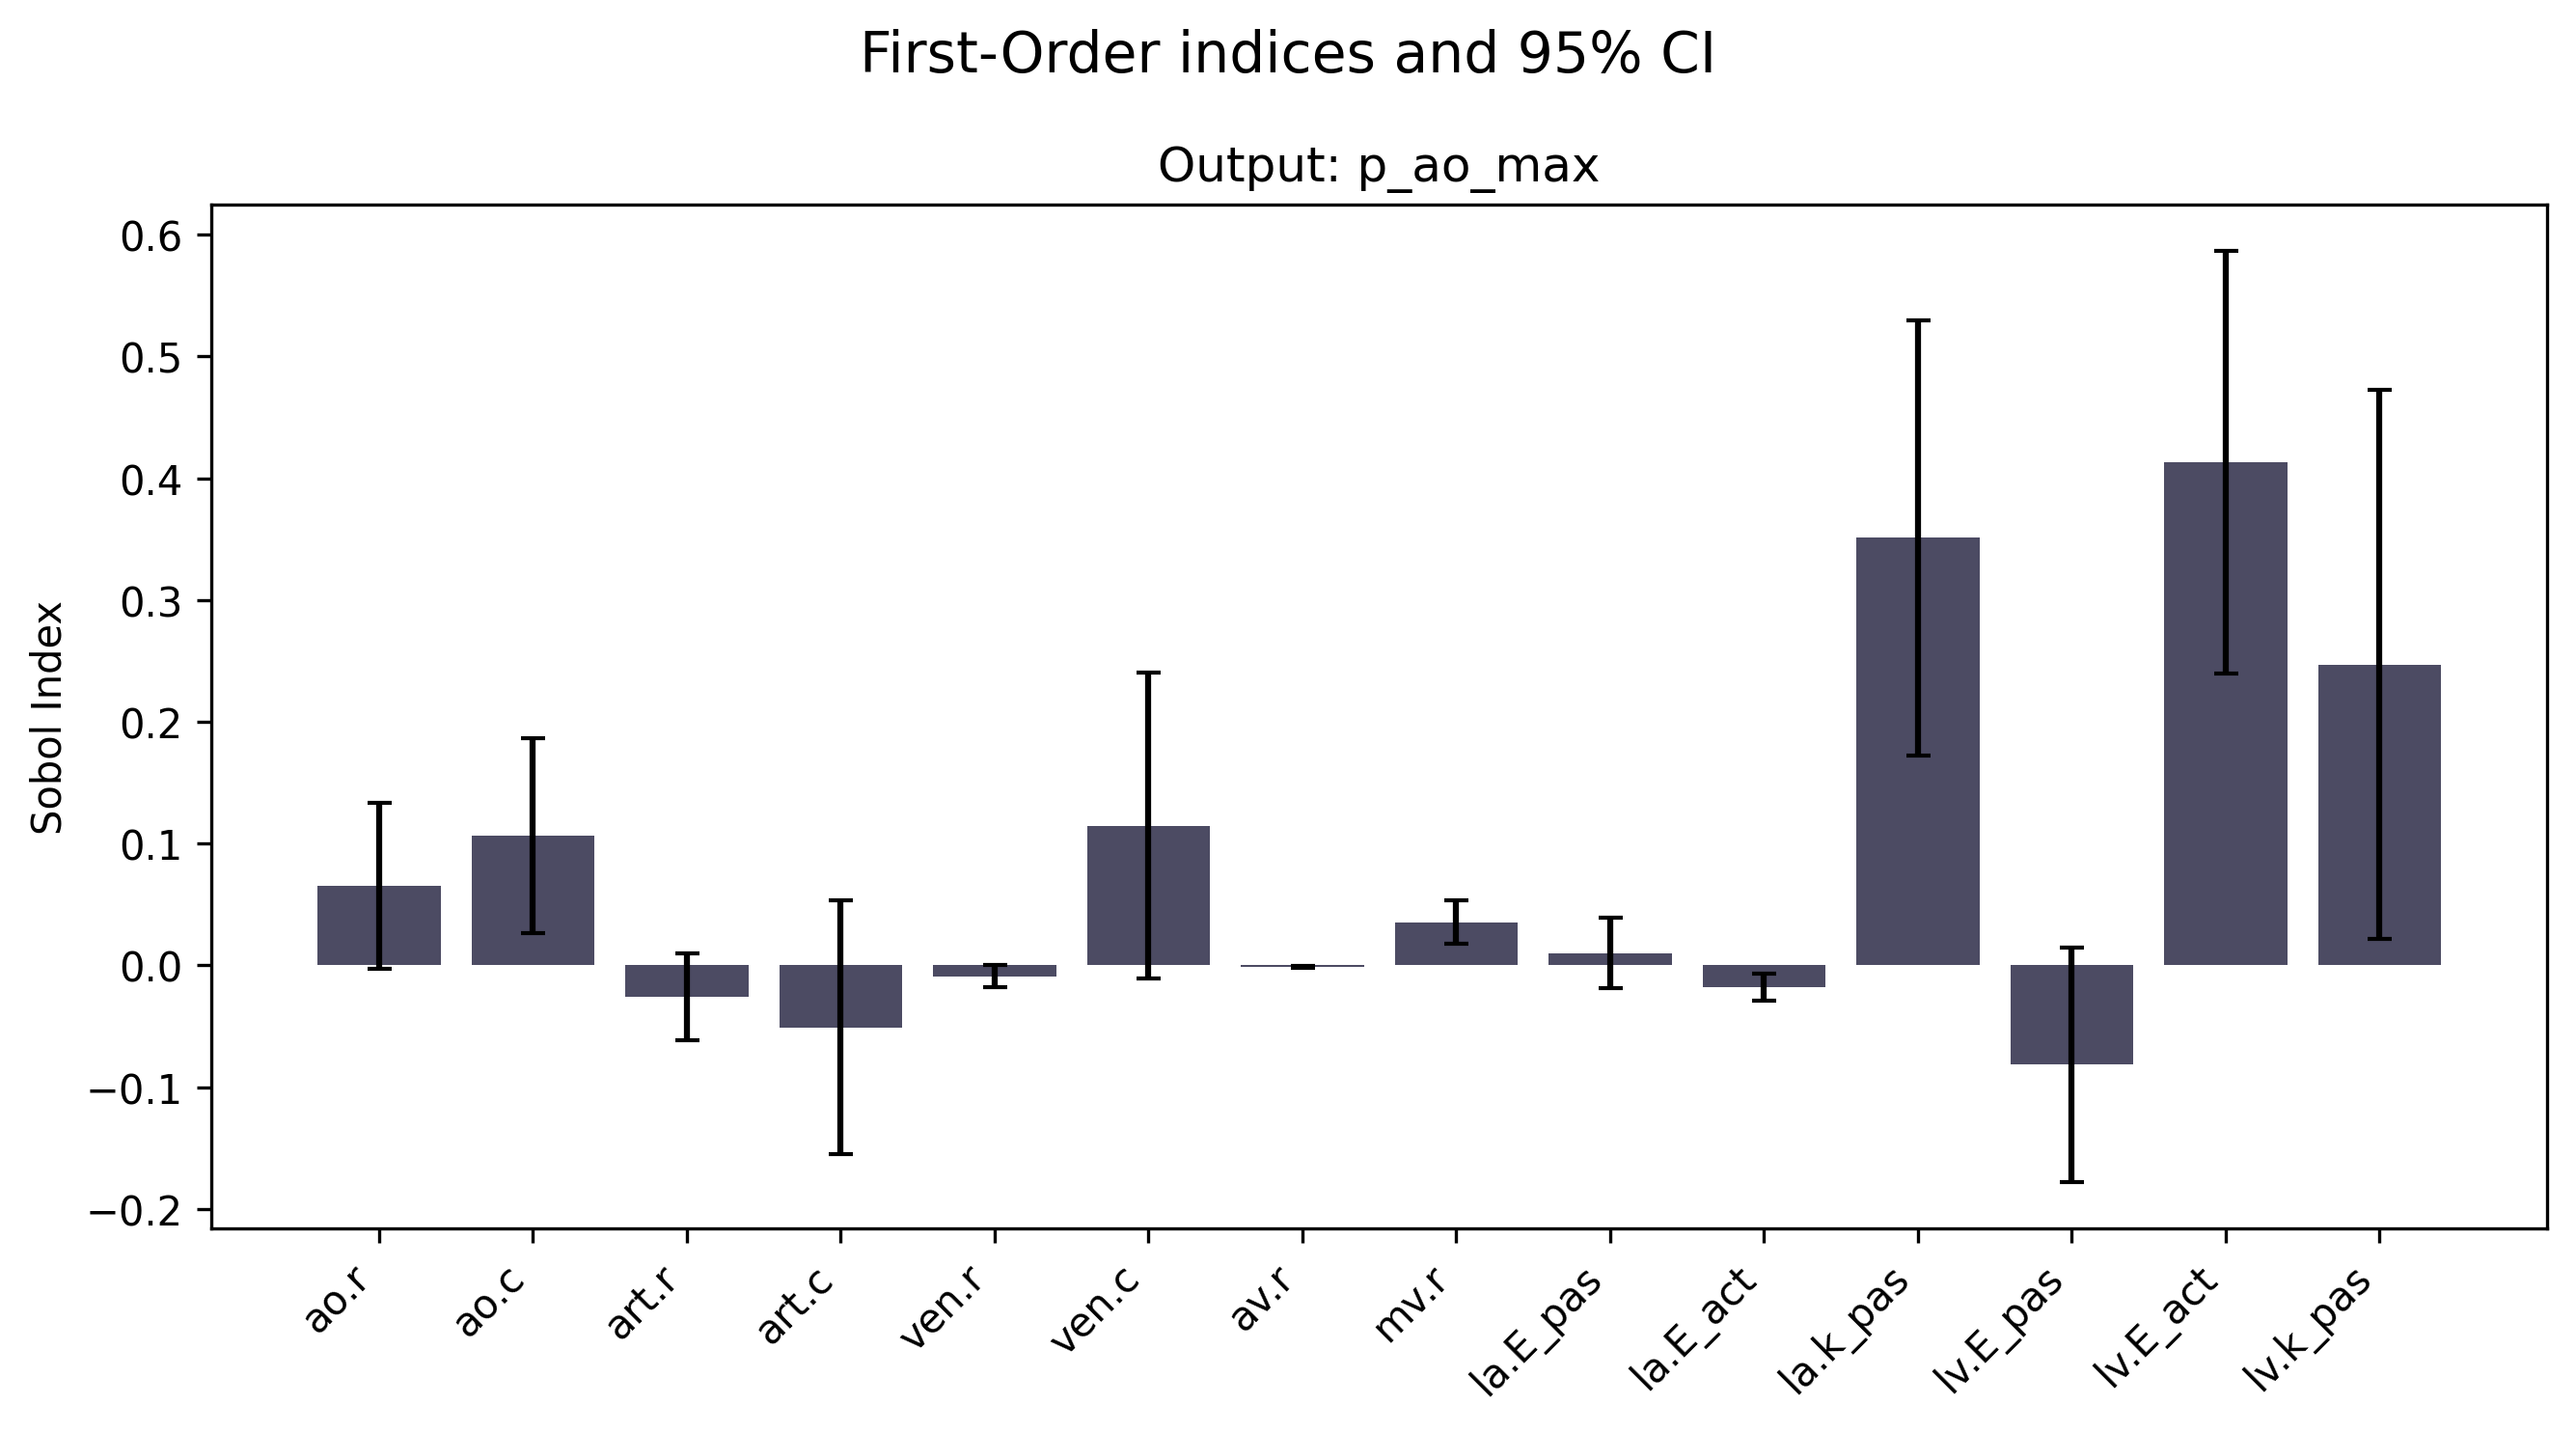 First-Order indices and 95% CI
Output: p_ao_max
Sobol Index
0.6
0.5
0.4
0.3
0.2
0.1
0.0
−0.1
−0.2
ao.r
ao.c
art.r
art.c
ven.r
ven.c
av.r
mv.r
la.E_pas
la.E_act
la.k_pas
lv.E_pas
lv.E_act
lv.k_pas